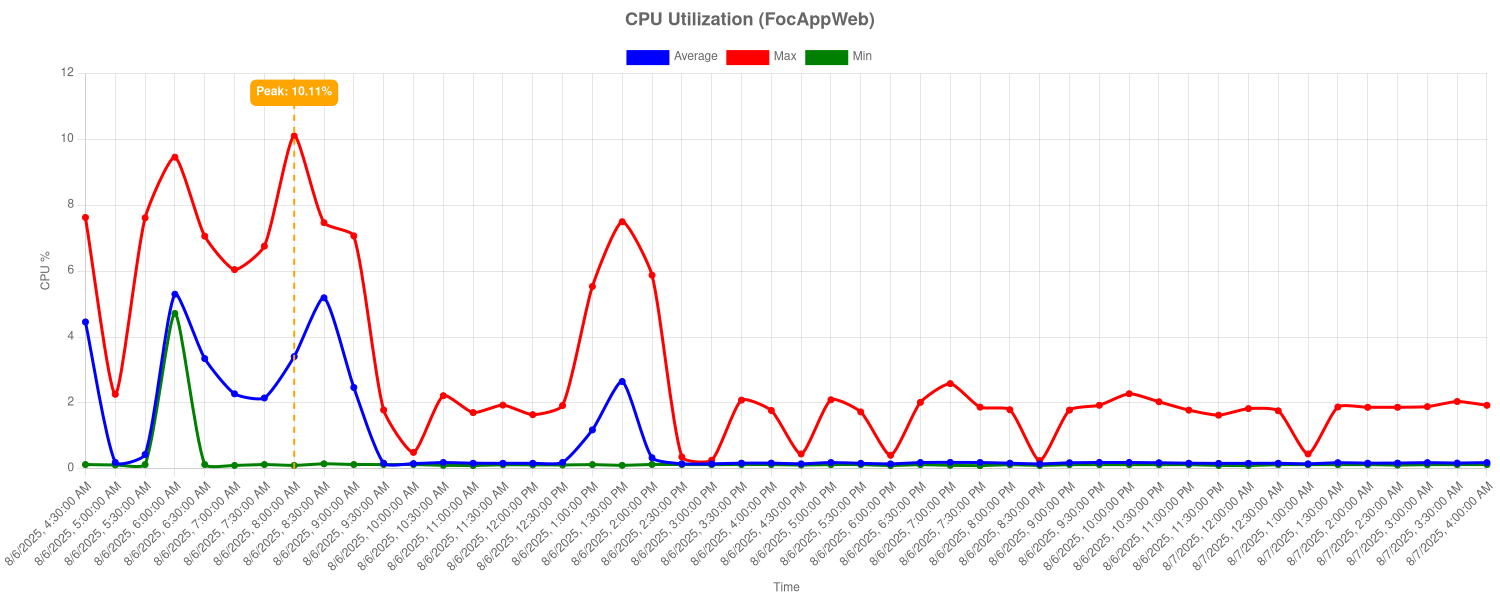 CPU Utilization (FocAppWeb)
Average Max Min
Peak: 10.11%
12
10
8
6
4
2
0
CPU %
8/6/2025, 4:30:00 AM
8/6/2025, 5:00:00 AM
8/6/2025, 5:30:00 AM
8/6/2025, 6:00:00 AM
8/6/2025, 6:30:00 AM
8/6/2025, 7:00:00 AM
8/6/2025, 7:30:00 AM
8/6/2025, 8:00:00 AM
8/6/2025, 8:30:00 AM
8/6/2025, 9:00:00 AM
8/6/2025, 9:30:00 AM
8/6/2025, 10:00:00 AM
8/6/2025, 10:30:00 AM
8/6/2025, 11:00:00 AM
8/6/2025, 11:30:00 AM
8/6/2025, 12:00:00 PM
8/6/2025, 12:30:00 PM
8/6/2025, 1:00:00 PM
8/6/2025, 1:30:00 PM
8/6/2025, 2:00:00 PM
8/6/2025, 2:30:00 PM
8/6/2025, 3:00:00 PM
8/6/2025, 3:30:00 PM
8/6/2025, 4:00:00 PM
8/6/2025, 4:30:00 PM
8/6/2025, 5:00:00 PM
8/6/2025, 5:30:00 PM
8/6/2025, 6:00:00 PM
8/6/2025, 6:30:00 PM
8/6/2025, 7:00:00 PM
8/6/2025, 7:30:00 PM
8/6/2025, 8:00:00 PM
8/6/2025, 8:30:00 PM
8/6/2025, 9:00:00 PM
8/6/2025, 9:30:00 PM
8/6/2025, 10:00:00 PM
8/6/2025, 10:30:00 PM
8/6/2025, 11:00:00 PM
8/6/2025, 11:30:00 PM
8/7/2025, 12:00:00 AM
8/7/2025, 12:30:00 AM
8/7/2025, 1:00:00 AM
8/7/2025, 1:30:00 AM
8/7/2025, 2:00:00 AM
8/7/2025, 2:30:00 AM
8/7/2025, 3:00:00 AM
8/7/2025, 3:30:00 AM
8/7/2025, 4:00:00 AM
Time